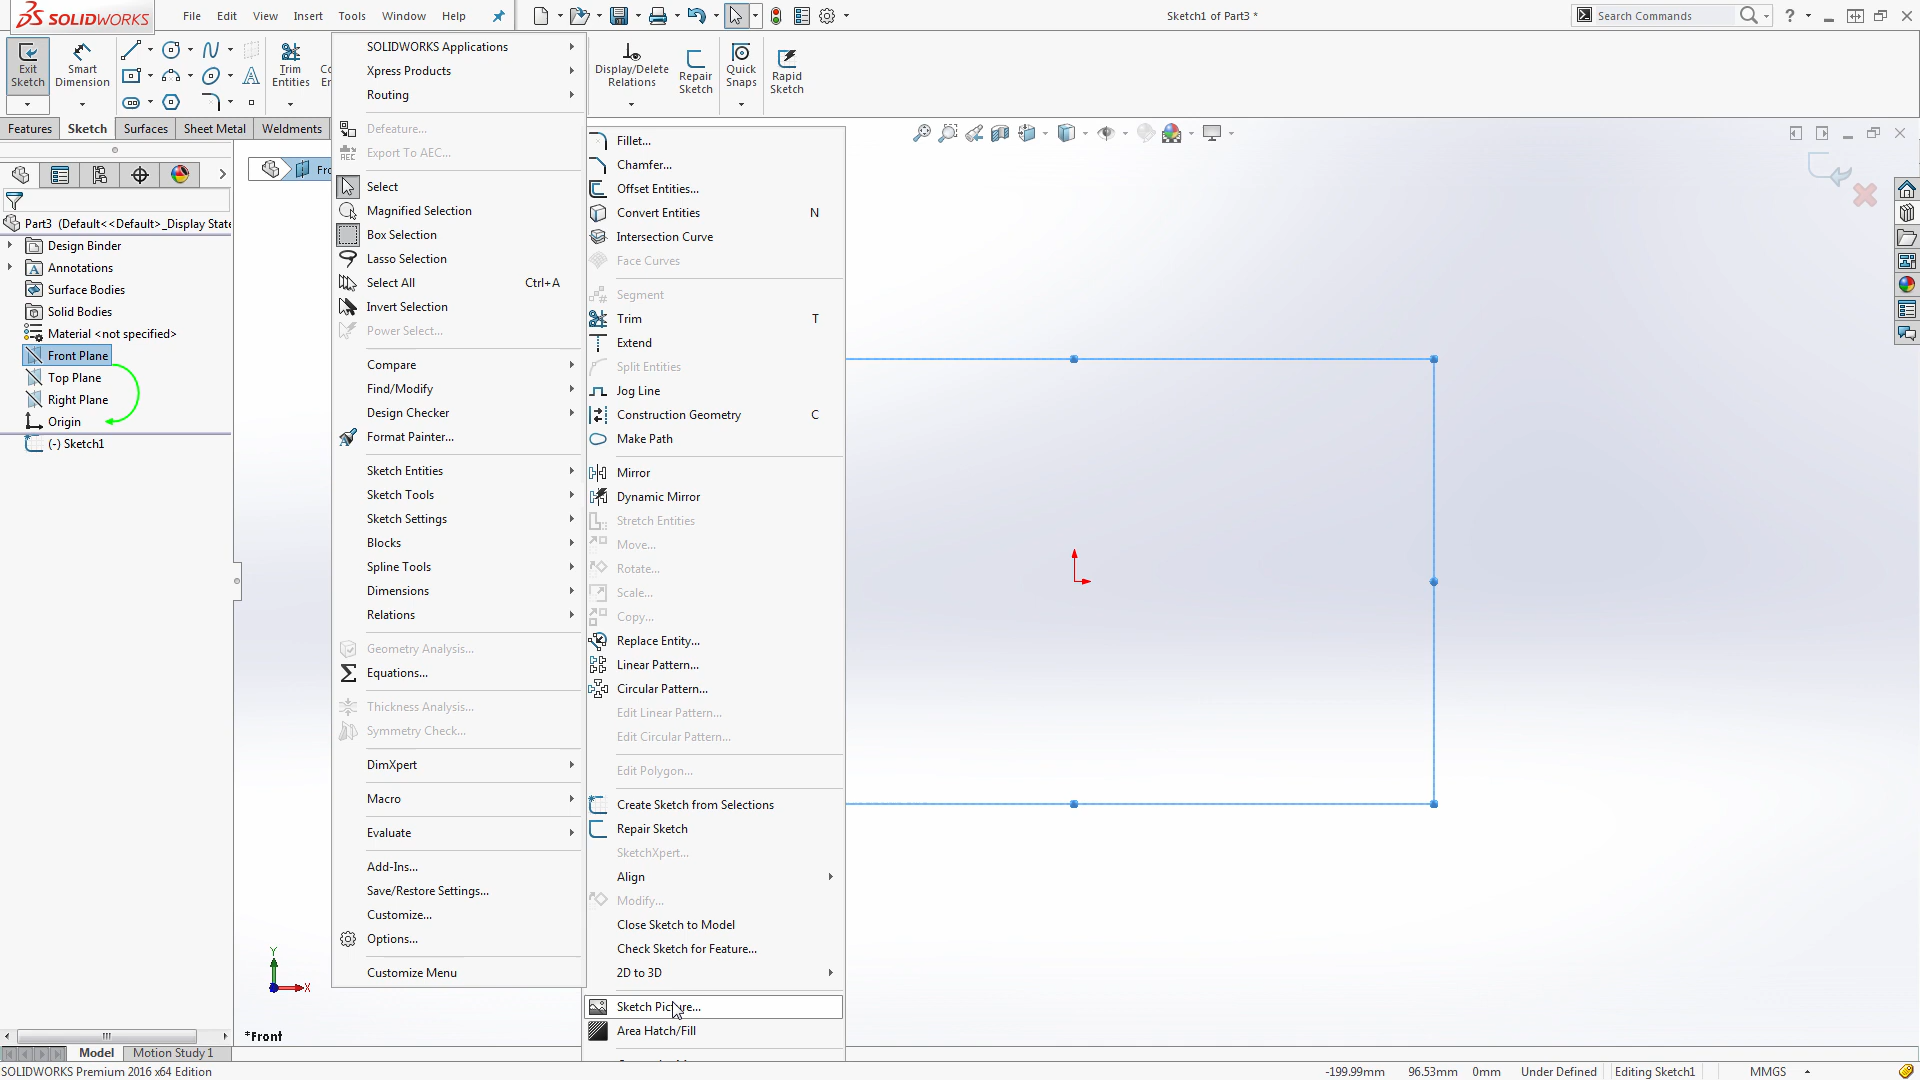 SOLIDWORKS
File
Edit
View
Insert
Tools
Window
Help
Sketch1 of Part3 *
Search Commands
Exit Sketch
Smart Dimension
Trim Entities
Display/Delete Relations
Repair Sketch
Quick Snaps
Rapid Sketch
Features
Sketch
Surfaces
Sheet Metal
Weldments
Part3 (Default<<Default>_Display State
Design Binder
Annotations
Surface Bodies
Solid Bodies
Material <not specified>
Front Plane
Top Plane
Right Plane
Origin
(-) Sketch1
Fro
SOLIDWORKS Applications
Xpress Products
Routing
Defeature...
Export To AEC...
Select
Magnified Selection
Box Selection
Lasso Selection
Select All Ctrl+A
Invert Selection
Power Select...
Compare
Find/Modify
Design Checker
Format Painter...
Sketch Entities
Sketch Tools
Sketch Settings
Blocks
Spline Tools
Dimensions
Relations
Geometry Analysis...
Equations...
Thickness Analysis...
Symmetry Check...
DimXpert
Macro
Evaluate
Add-Ins...
Save/Restore Settings...
Customize...
Options...
Customize Menu
Fillet...
Chamfer...
Offset Entities...
Convert Entities N
Intersection Curve
Face Curves
Segment
Trim T
Extend
Split Entities
Jog Line
Construction Geometry C
Make Path
Mirror
Dynamic Mirror
Stretch Entities
Move...
Rotate...
Scale...
Copy...
Replace Entity...
Linear Pattern...
Circular Pattern...
Edit Linear Pattern...
Edit Circular Pattern...
Edit Polygon...
Create Sketch from Selections
Repair Sketch
SketchXpert...
Align
Modify...
Close Sketch to Model
Check Sketch for Feature...
2D to 3D
Sketch Picture...
Area Hatch/Fill
Y
X
*Front
Model
Motion Study 1
SOLIDWORKS Premium 2016 x64 Edition
-199.99mm 96.53mm 0mm Under Defined Editing Sketch1 MMGS